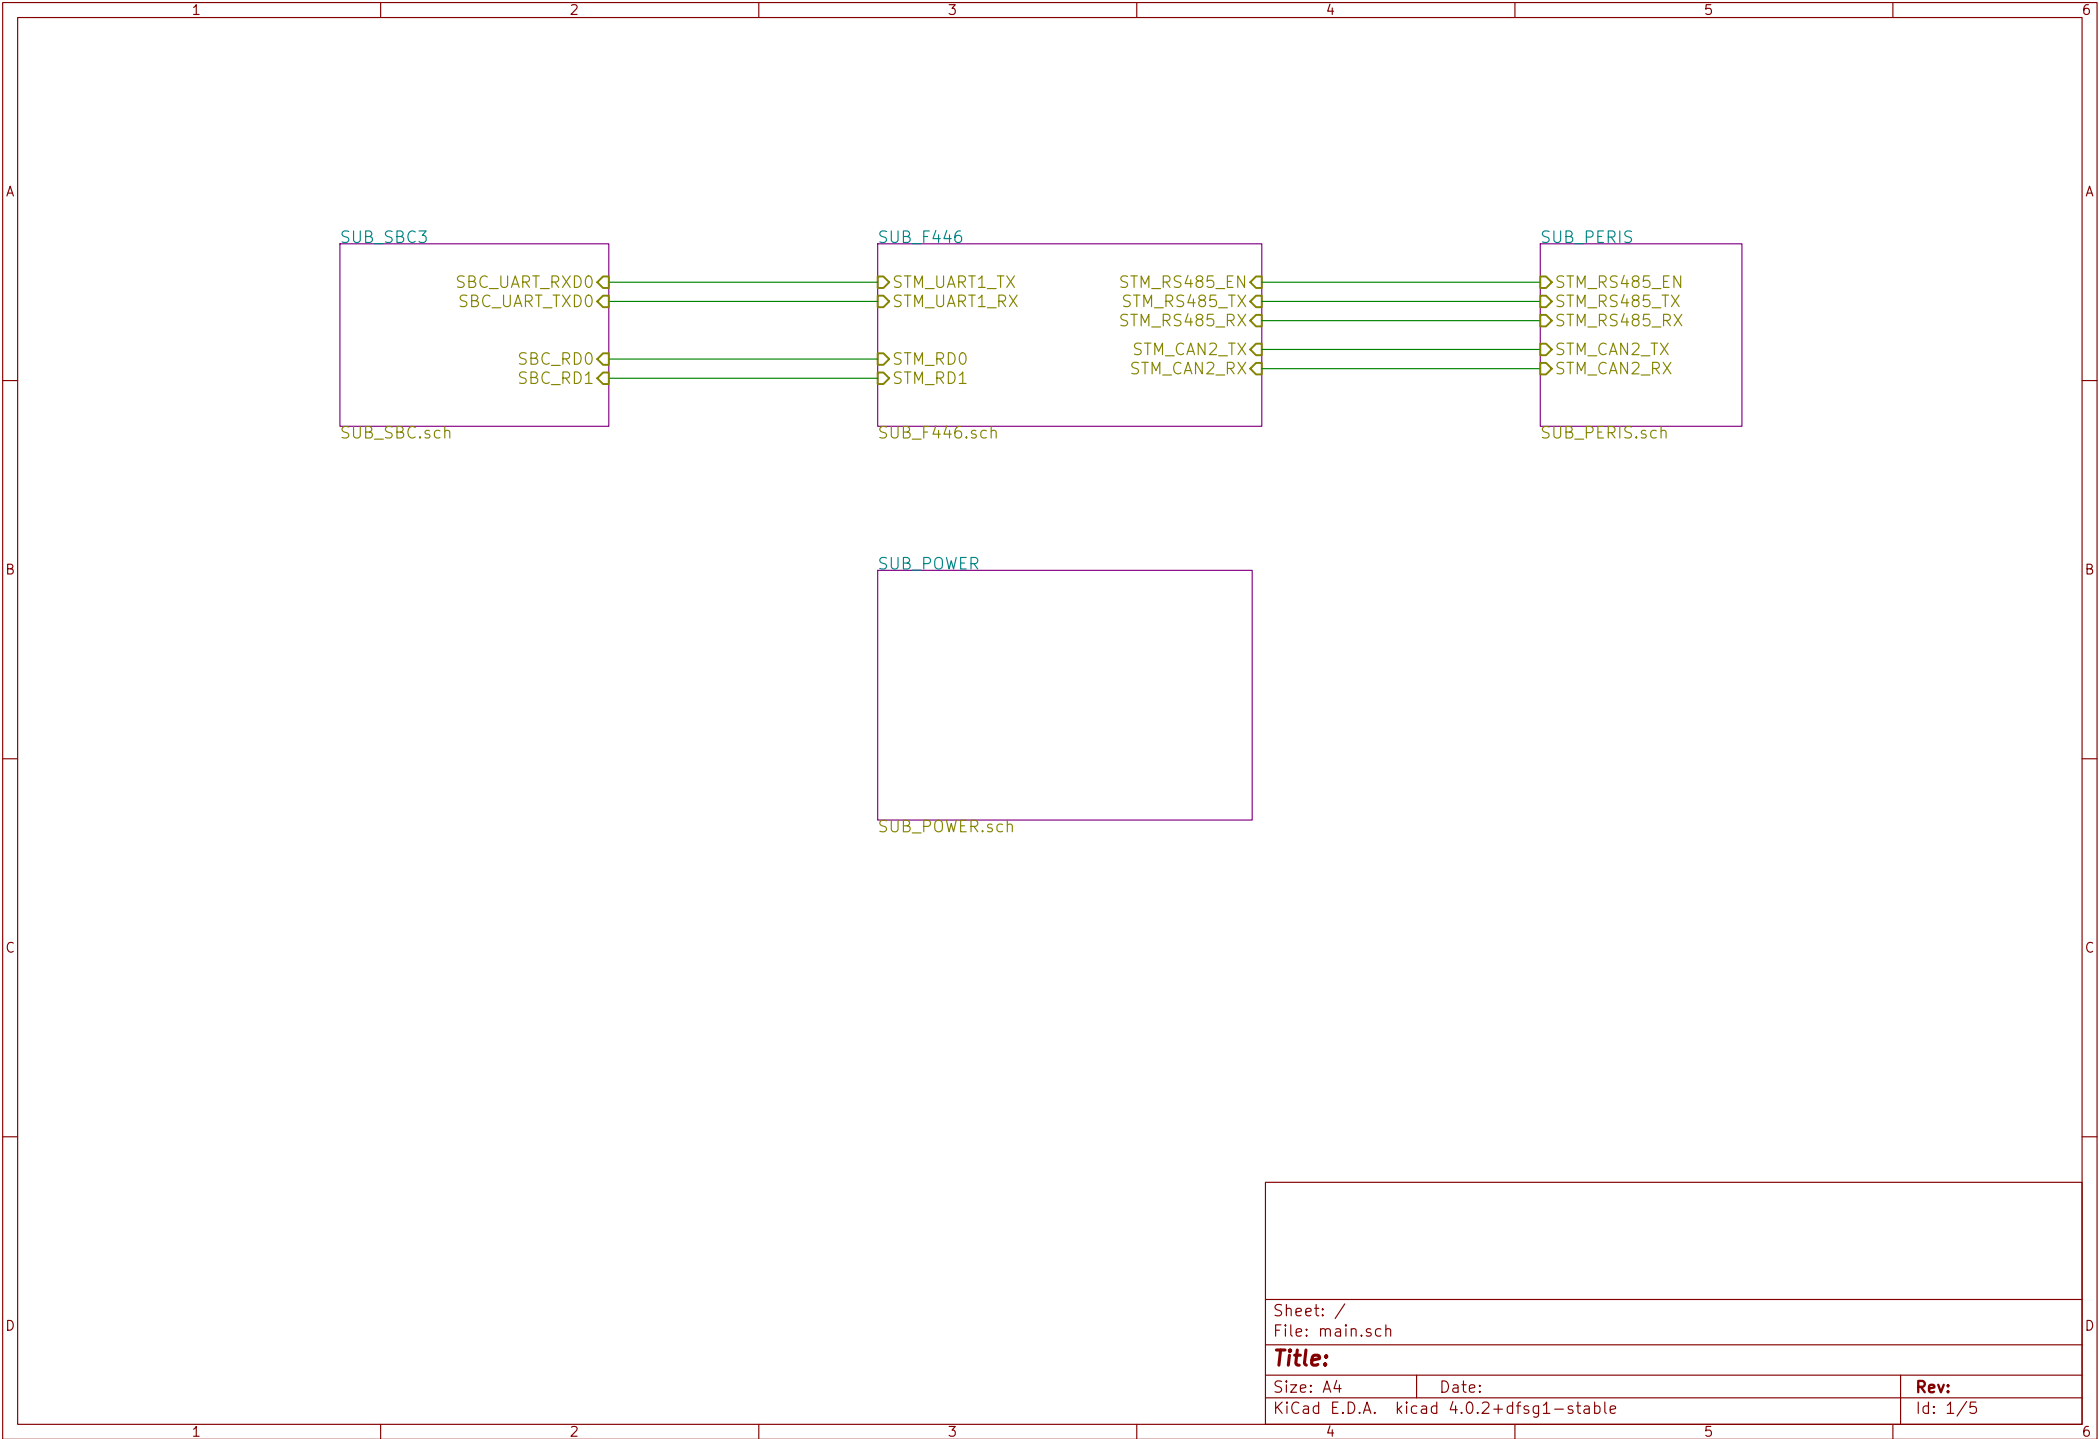 1 2 3 4 5 6
A A
SUB_SBC3 SUB_F446 SUB_PERIS
SBC_UART_RXD0 STM_UART1_TX STM_RS485_EN STM_RS485_EN
SBC_UART_TXD0 STM_UART1_RX STM_RS485_TX STM_RS485_TX
STM_RS485_RX STM_RS485_RX
STM_CAN2_TX STM_CAN2_TX
SBC_RD0 STM_RD0
STM_CAN2_RX STM_CAN2_RX
SBC_RD1 STM_RD1
SUB_SBC.sch SUB_F446.sch SUB_PERIS.sch
SUB_POWER
B B
SUB_POWER.sch
C C
Sheet: /
D D
File: main.sch
Title:
Size: A4 Date: Rev:
KiCad E.D.A. kicad 4.0.2+dfsg1-stable Id: 1/5
1 2 3 4 5 6